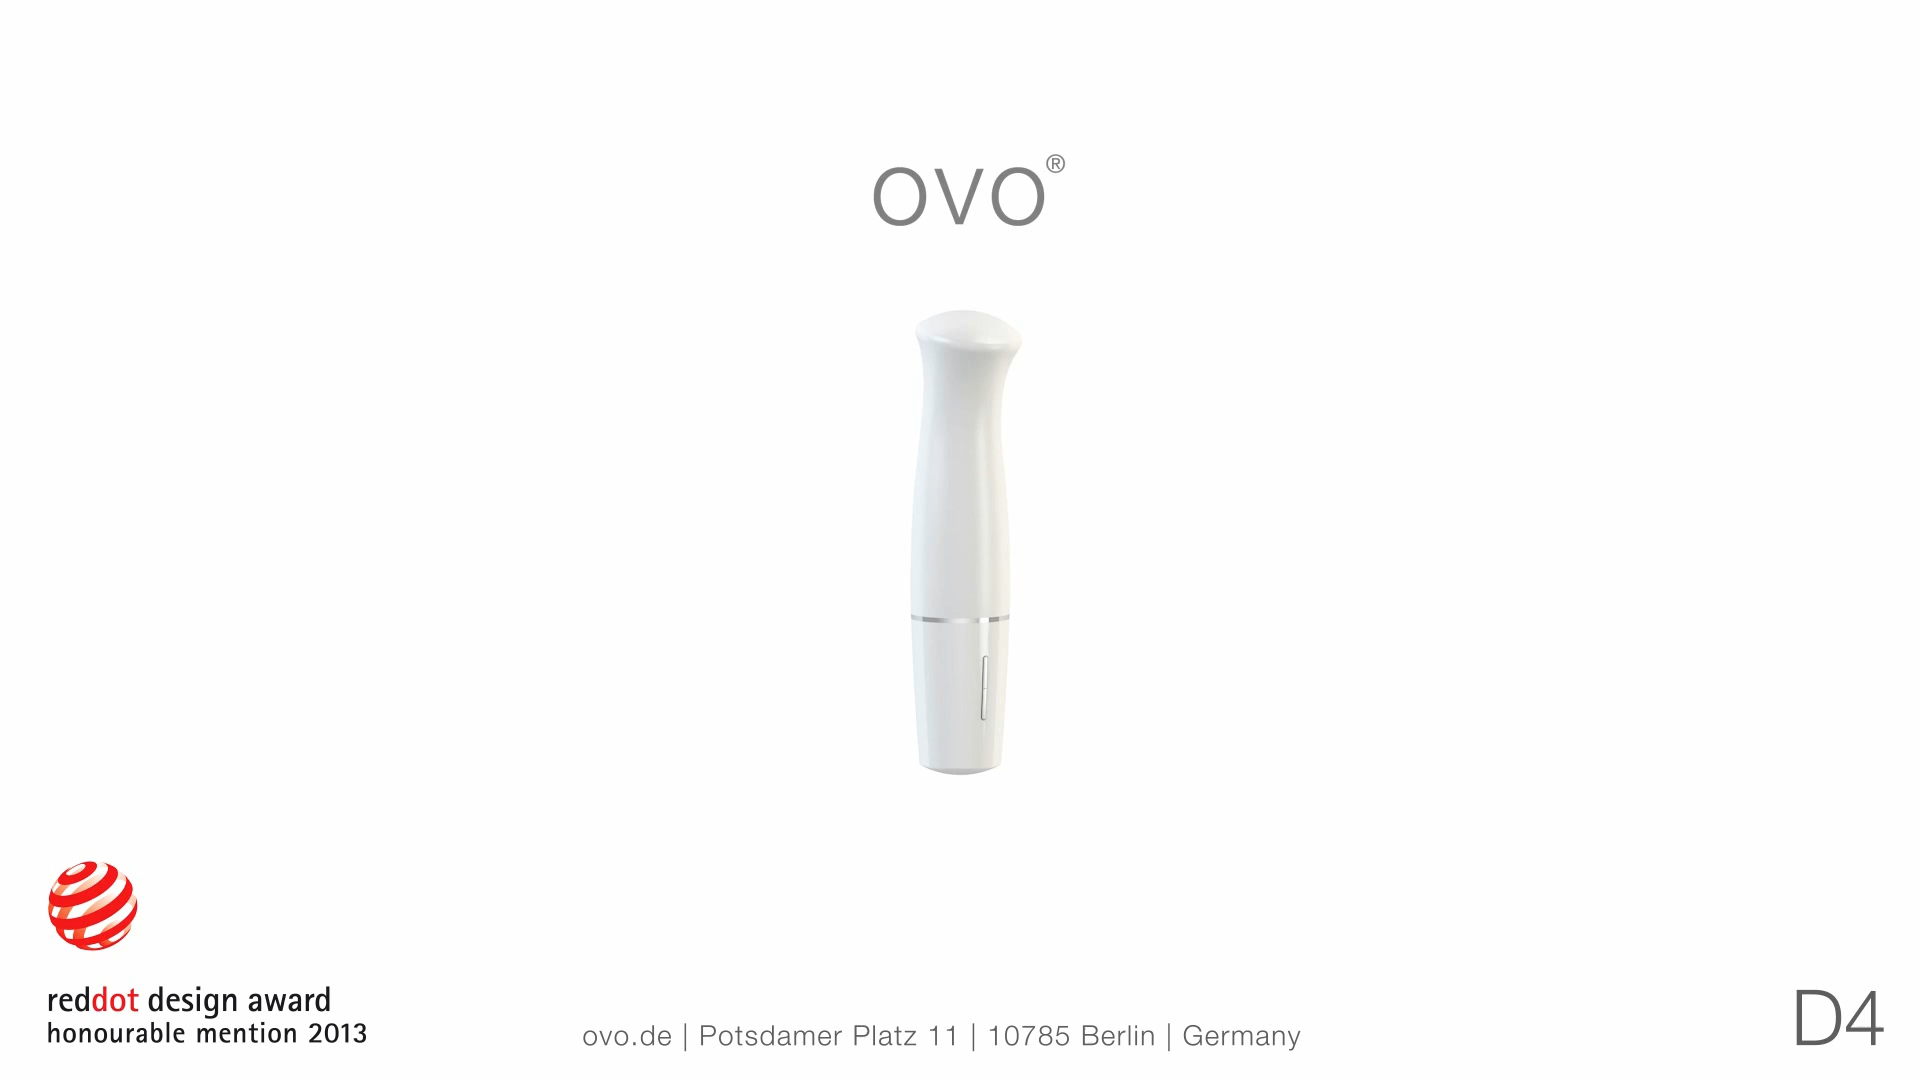 OVO®
reddot design award
honourable mention 2013
ovo.de | Potsdamer Platz 11 | 10785 Berlin | Germany
D4